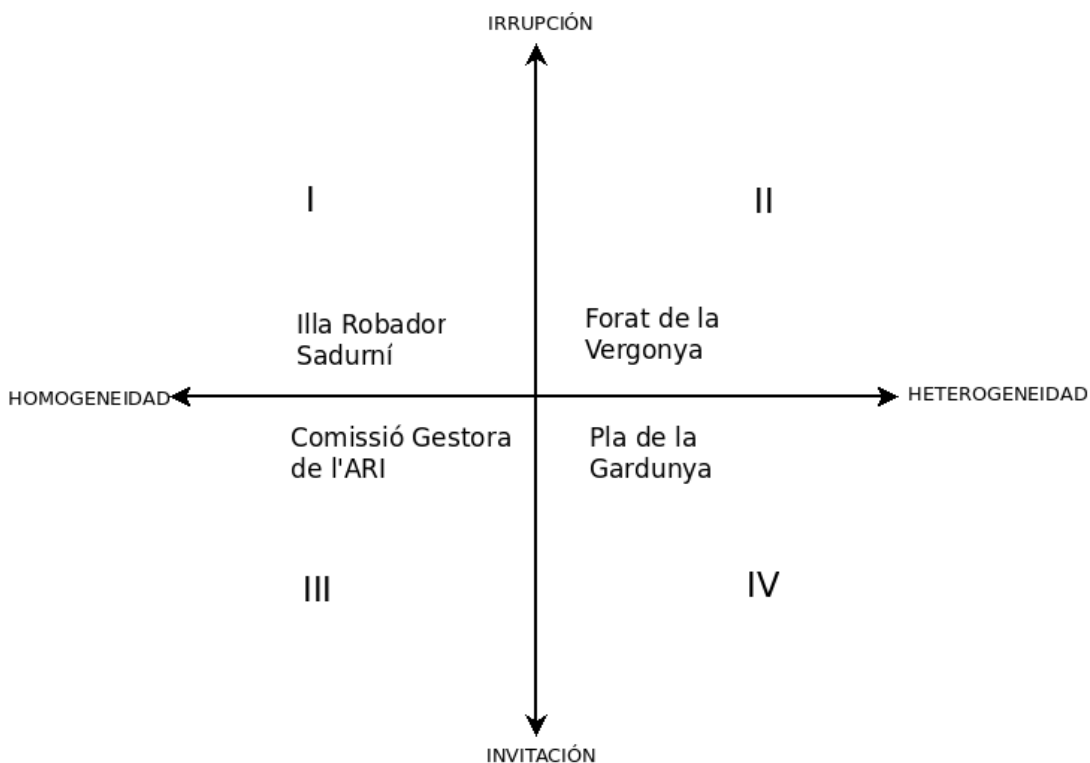 IRRUPCIÓN
I
II
Illa Robador
Sadurní
Forat de la
Vergonya
HOMOGENEIDAD
HETEROGENEIDAD
Comissió Gestora
de l'ARI
Pla de la
Gardunya
III
IV
INVITACIÓN